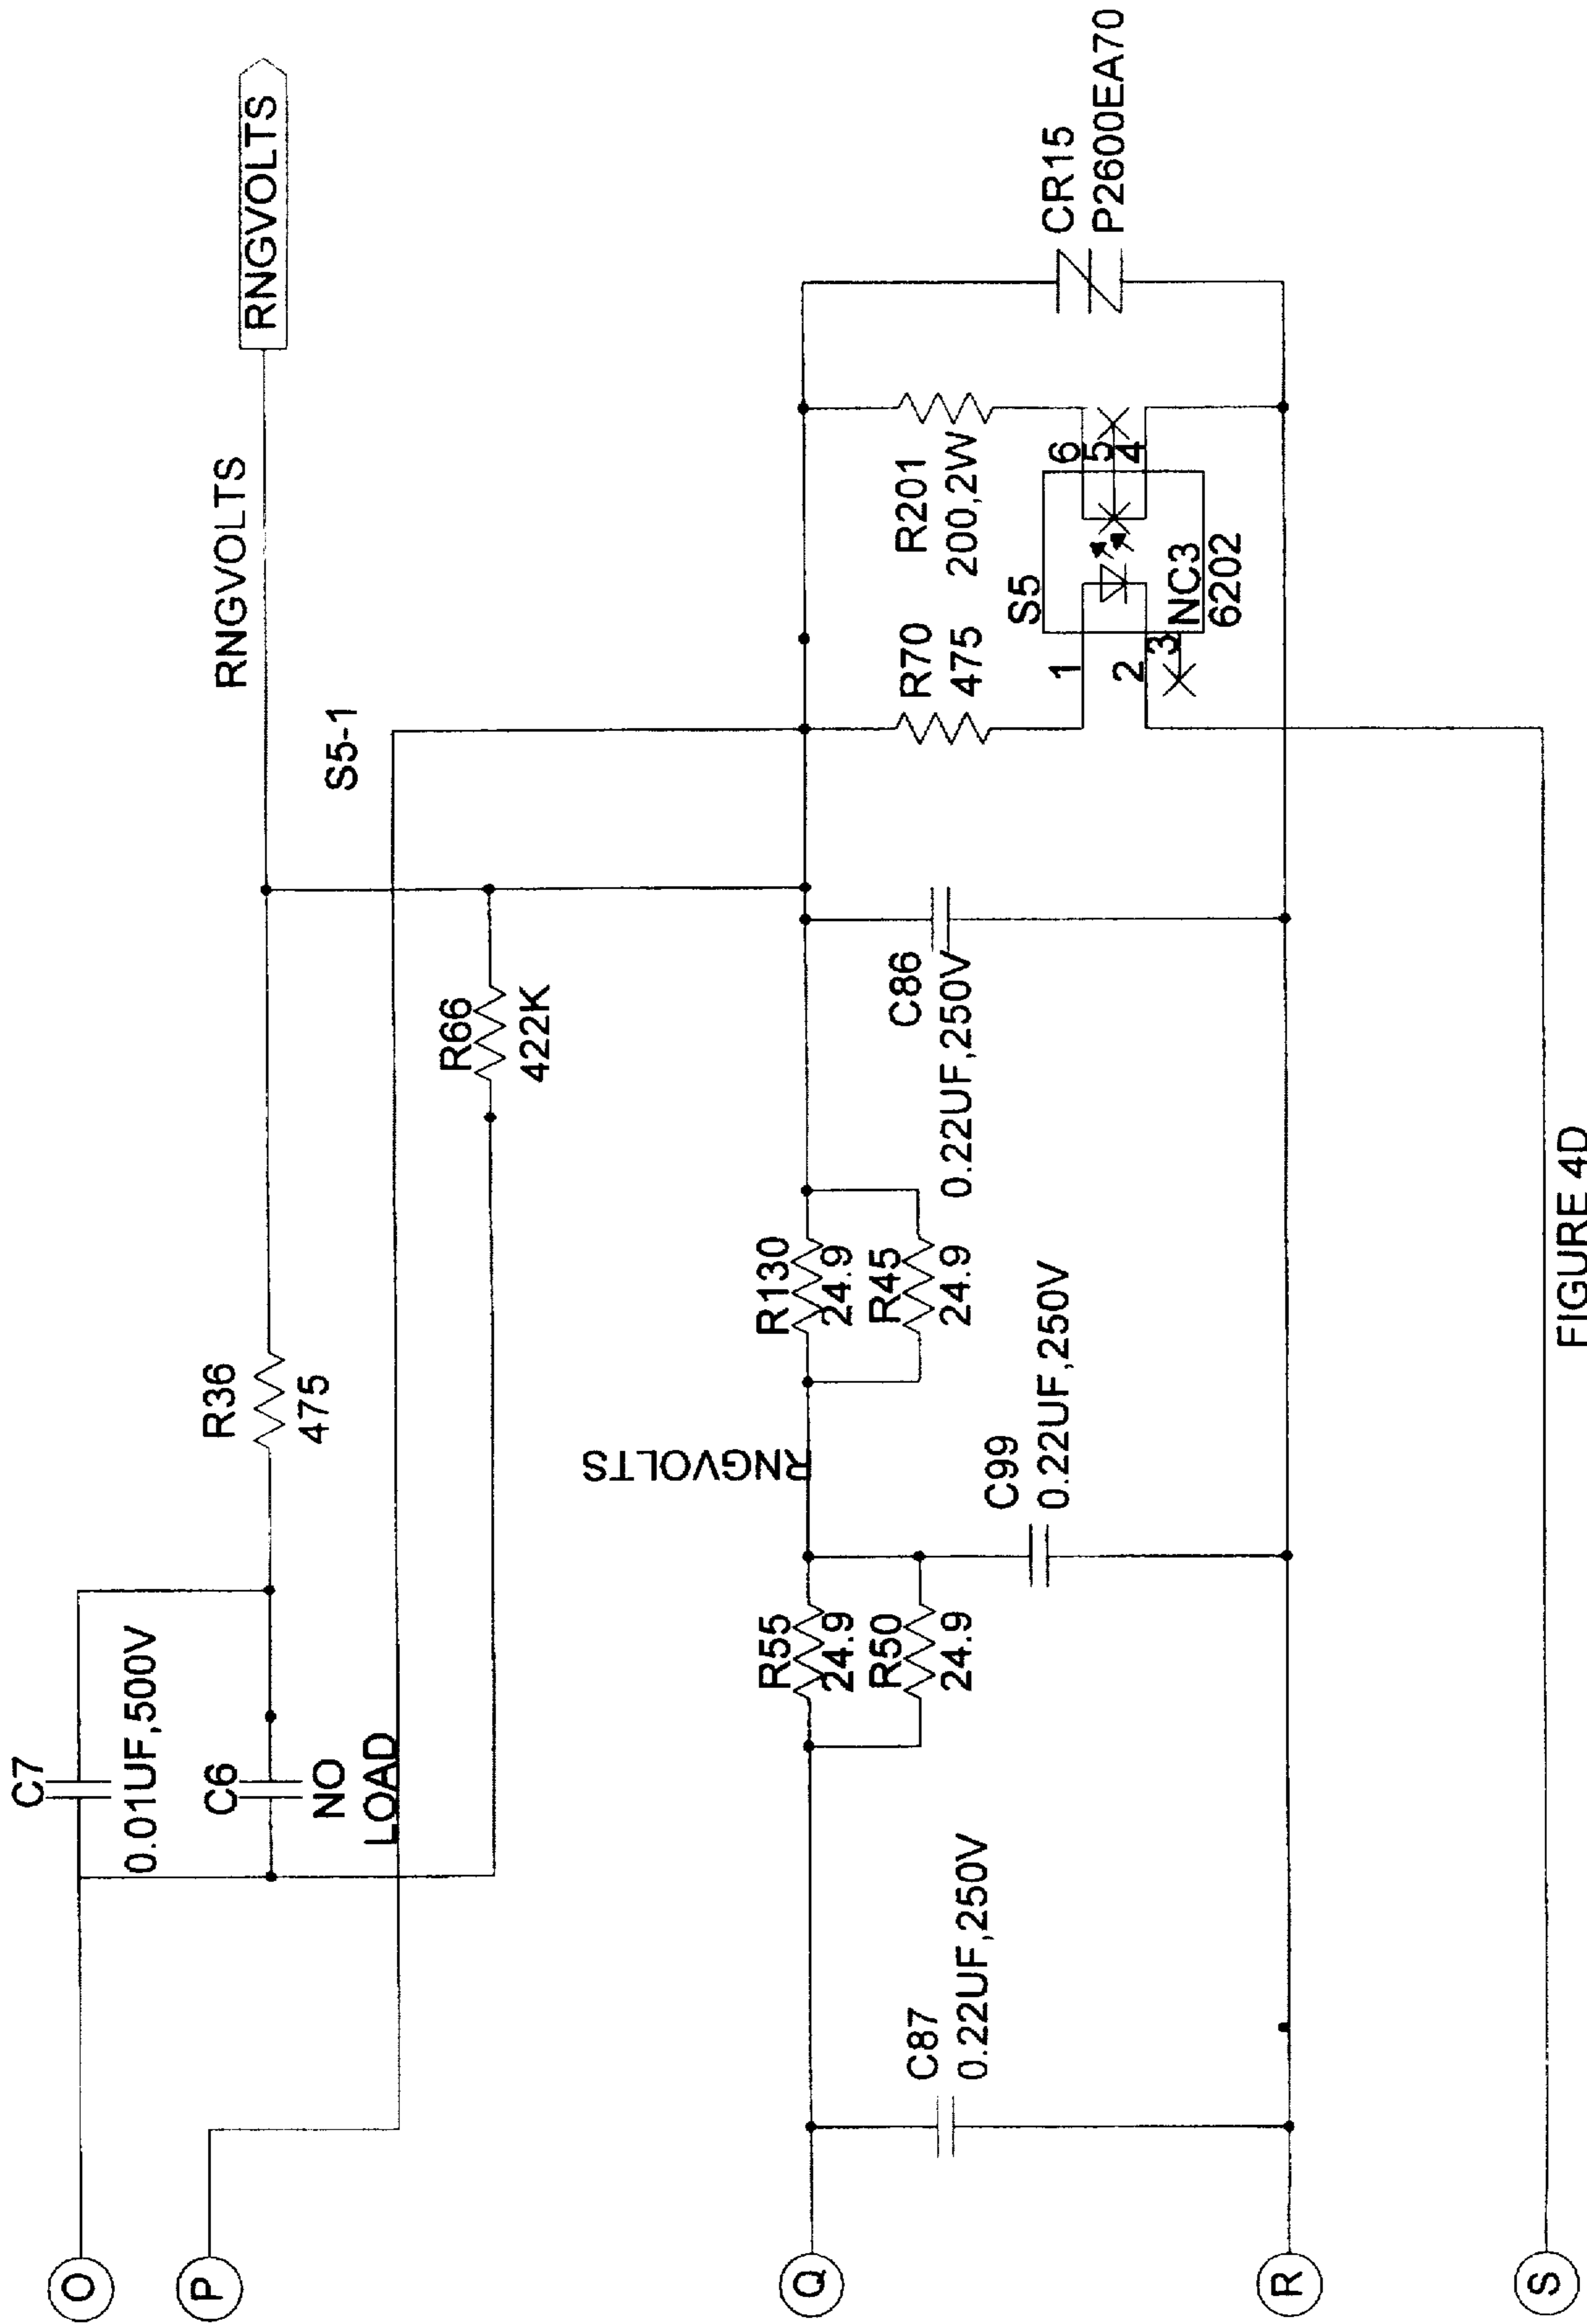 O
C7
0.01UF,500V
C6
NO
LOAD
R36
475
RNGVOLTS
RNGVOLTS
P
S5-1
R66
422K
Q
C87
0.22UF,250V
R55
24.9
R50
24.9
RNGVOLTS
C99
0.22UF,250V
R130
24.9
R45
24.9
C86
0.22UF,250V
R70
475
R201
200,2W
S5
1
2
3
6
5
4
NC3
6202
CR15
P2600EA70
R
S
FIGURE 4D